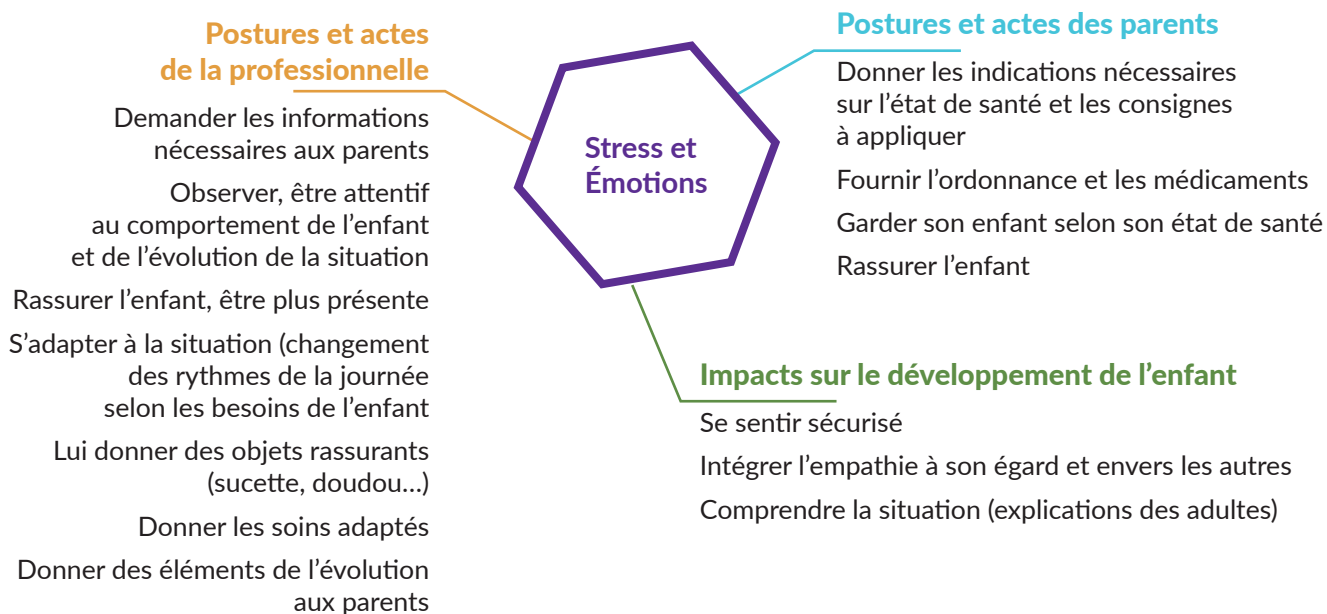 Postures et actes
de la professionnelle
Demander les informations
nécessaires aux parents
Observer, être attentif
au comportement de l’enfant
et de l’évolution de la situation
Rassurer l’enfant, être plus présente
S’adapter à la situation (changement
des rythmes de la journée
selon les besoins de l’enfant
Lui donner des objets rassurants
(sucette, doudou…)
Donner les soins adaptés
Donner des éléments de l’évolution
aux parents
Stress et
Émotions
Postures et actes des parents
Donner les indications nécessaires
sur l’état de santé et les consignes
à appliquer
Fournir l’ordonnance et les médicaments
Garder son enfant selon son état de santé
Rassurer l’enfant
Impacts sur le développement de l’enfant
Se sentir sécurisé
Intégrer l’empathie à son égard et envers les autres
Comprendre la situation (explications des adultes)